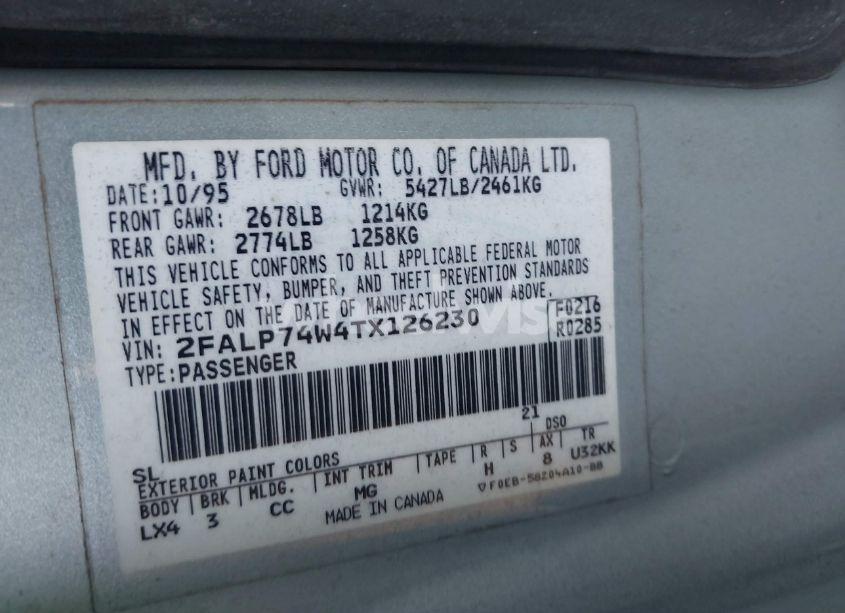 MFD. BY FORD MOTOR CO. OF CANADA LTD.
DATE: 10/95 GVWR: 5427LB/2461KG
FRONT GAWR: 2678LB 1214KG
REAR GAWR: 2774LB 1258KG
THIS VEHICLE CONFORMS TO ALL APPLICABLE FEDERAL MOTOR
VEHICLE SAFETY, BUMPER, AND THEFT PREVENTION STANDARDS
IN EFFECT ON THE DATE OF MANUFACTURE SHOWN ABOVE.
VIN: 2FALP74W4TX126230
F0216
R0285
TYPE: PASSENGER
21
SL DSO
EXTERIOR PAINT COLORS
BODY BRK MLDG. INT TRIM TAPE R S AX TR
LX4 3 CC MG H 8 U32KK
MADE IN CANADA ▽F0EB-58204A10-BB